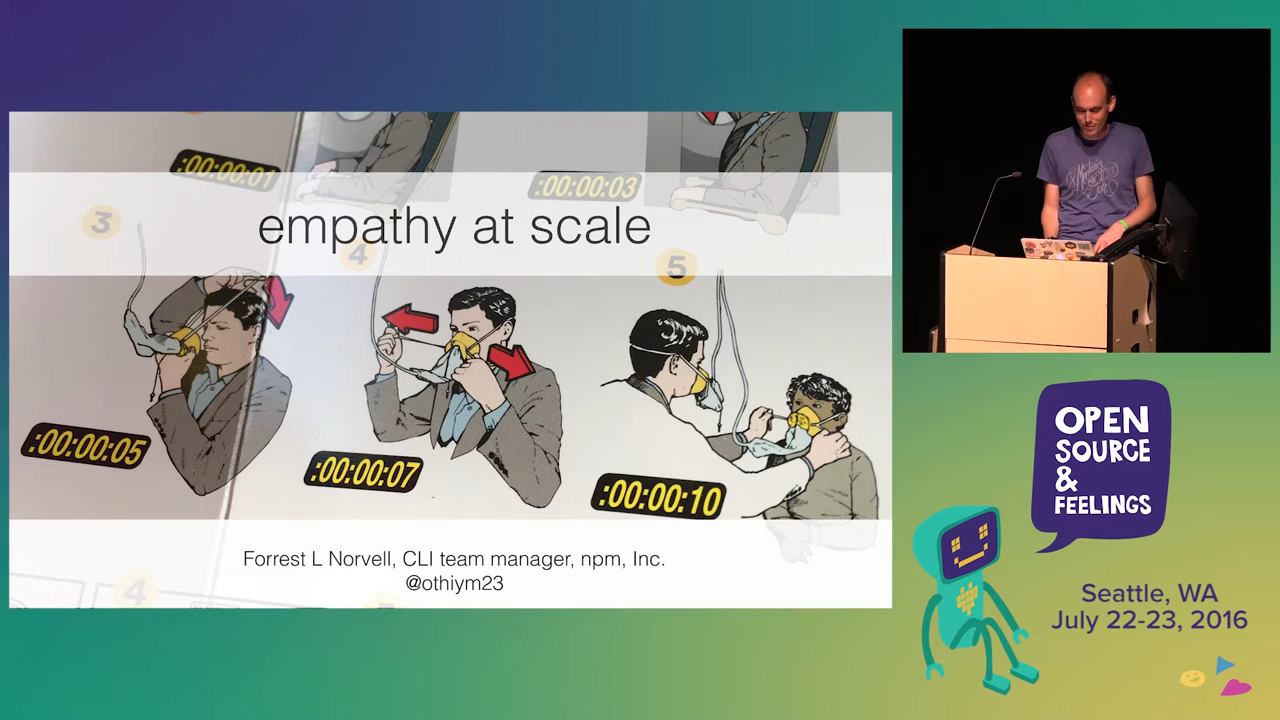 :00:00:01
:00:00:03
empathy at scale
3
4
5
:00:00:05
:00:00:07
:00:00:10
Forrest L Norvell, CLI team manager, npm, Inc.
@othiym23
4
OPEN
SOURCE
&
FEELINGS
Seattle, WA
July 22-23, 2016